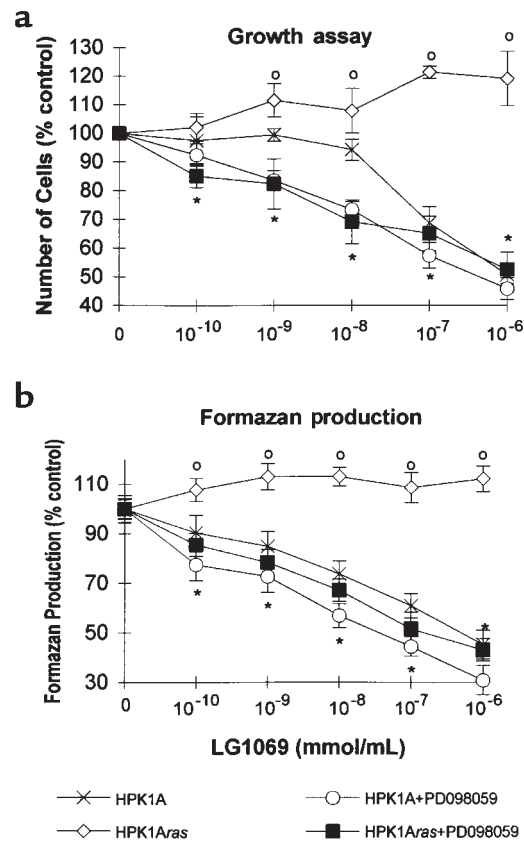 a
Growth assay
Number of Cells (% control)
130
120
110
100
90
80
70
60
50
40
o o o o
* * * * *
0 10-10 10-9 10-8 10-7 10-6
b
Formazan production
Formazan Production (% control)
110
90
70
50
30
o o o o o
* * * * *
0 10-10 10-9 10-8 10-7 10-6
LG1069 (mmol/mL)
HPK1A HPK1A+PD098059
HPK1Aras HPK1Aras+PD098059